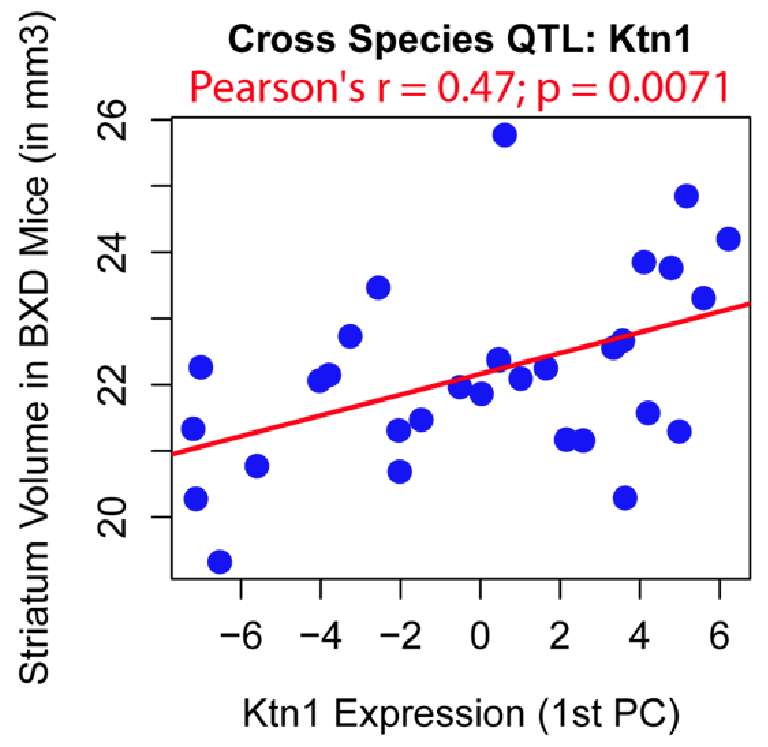 Cross Species QTL: Ktn1
Pearson's r = 0.47; p = 0.0071
Striatum Volume in BXD Mice (in mm3)
26
24
22
20
−6 −4 −2 0 2 4 6
Ktn1 Expression (1st PC)